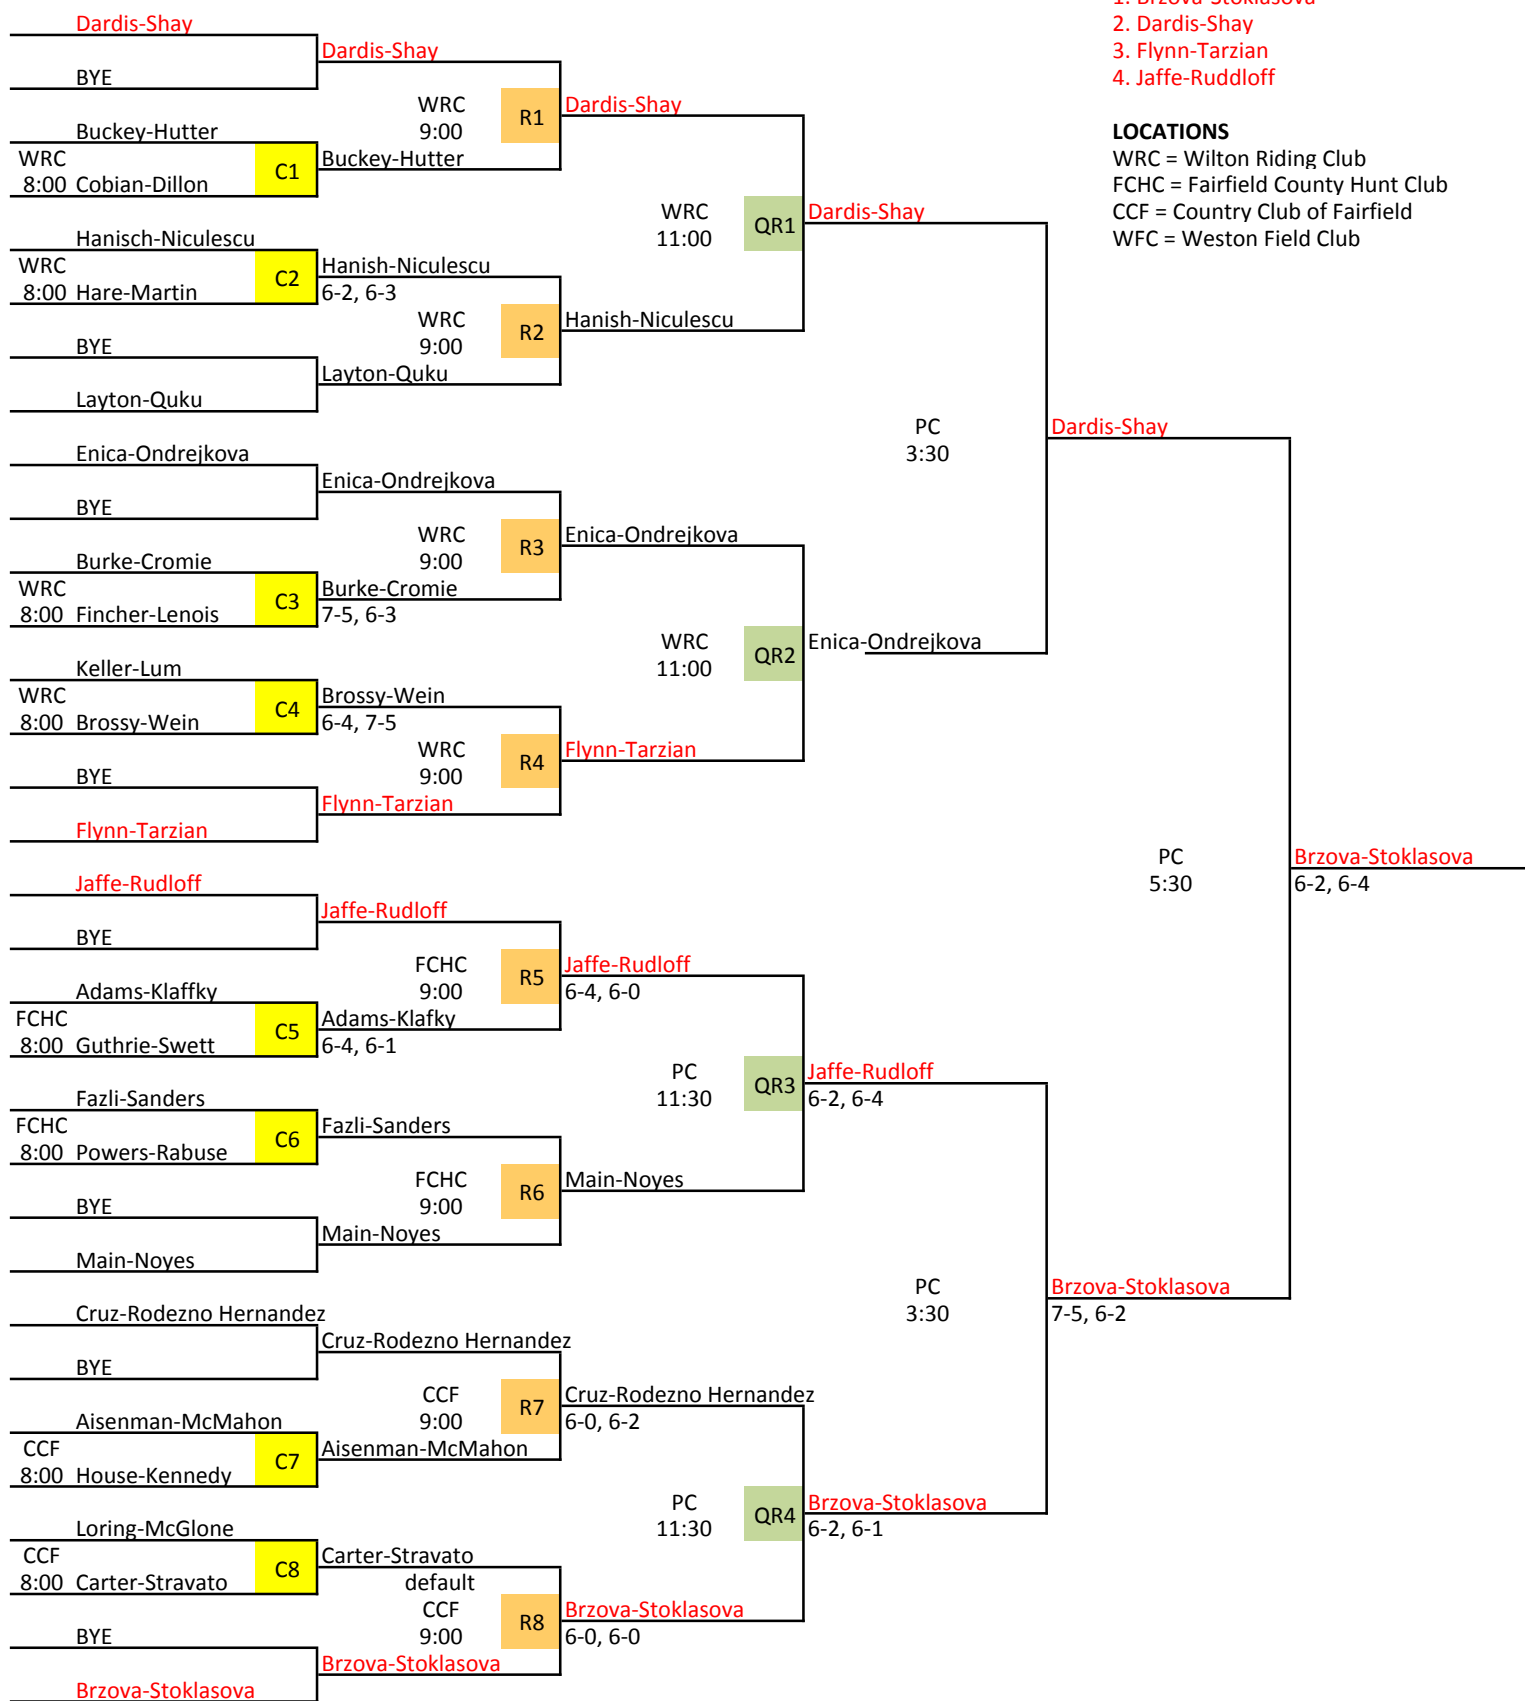 1. Brzova-Stoklasova
Dardis-Shay
2. Dardis-Shay
Dardis-Shay
3. Flynn-Tarzian
BYE
4. Jaffe-Ruddloff
WRC
9:00
R1
Dardis-Shay
Buckey-Hutter
LOCATIONS
WRC
8:00 Cobian-Dillon
C1
Buckey-Hutter
WRC = Wilton Riding Club
FCHC = Fairfield County Hunt Club
WRC
11:00
QR1
Dardis-Shay
CCF = Country Club of Fairfield
WFC = Weston Field Club
Hanisch-Niculescu
WRC
8:00 Hare-Martin
C2
Hanish-Niculescu
6-2, 6-3
WRC
9:00
R2
Hanish-Niculescu
BYE
Layton-Quku
Layton-Quku
PC
3:30
Dardis-Shay
Enica-Ondrejkova
Enica-Ondrejkova
BYE
WRC
9:00
R3
Enica-Ondrejkova
Burke-Cromie
WRC
8:00 Fincher-Lenois
C3
Burke-Cromie
7-5, 6-3
WRC
11:00
QR2
Enica-Ondrejkova
Keller-Lum
WRC
8:00 Brossy-Wein
C4
Brossy-Wein
6-4, 7-5
WRC
9:00
R4
Flynn-Tarzian
BYE
Flynn-Tarzian
Flynn-Tarzian
PC
5:30
Brzova-Stoklasova
6-2, 6-4
Jaffe-Rudloff
Jaffe-Rudloff
BYE
FCHC
9:00
R5
Jaffe-Rudloff
6-4, 6-0
Adams-Klaffky
FCHC
8:00 Guthrie-Swett
C5
Adams-Klafky
6-4, 6-1
PC
11:30
QR3
Jaffe-Rudloff
6-2, 6-4
Fazli-Sanders
FCHC
8:00 Powers-Rabuse
C6
Fazli-Sanders
FCHC
9:00
R6
Main-Noyes
BYE
Main-Noyes
Main-Noyes
PC
3:30
Brzova-Stoklasova
7-5, 6-2
Cruz-Rodezno Hernandez
Cruz-Rodezno Hernandez
BYE
CCF
9:00
R7
Cruz-Rodezno Hernandez
6-0, 6-2
Aisenman-McMahon
CCF
8:00 House-Kennedy
C7
Aisenman-McMahon
PC
11:30
QR4
Brzova-Stoklasova
6-2, 6-1
Loring-McGlone
CCF
8:00 Carter-Stravato
C8
Carter-Stravato
default
CCF
9:00
R8
Brzova-Stoklasova
6-0, 6-0
BYE
Brzova-Stoklasova
Brzova-Stoklasova